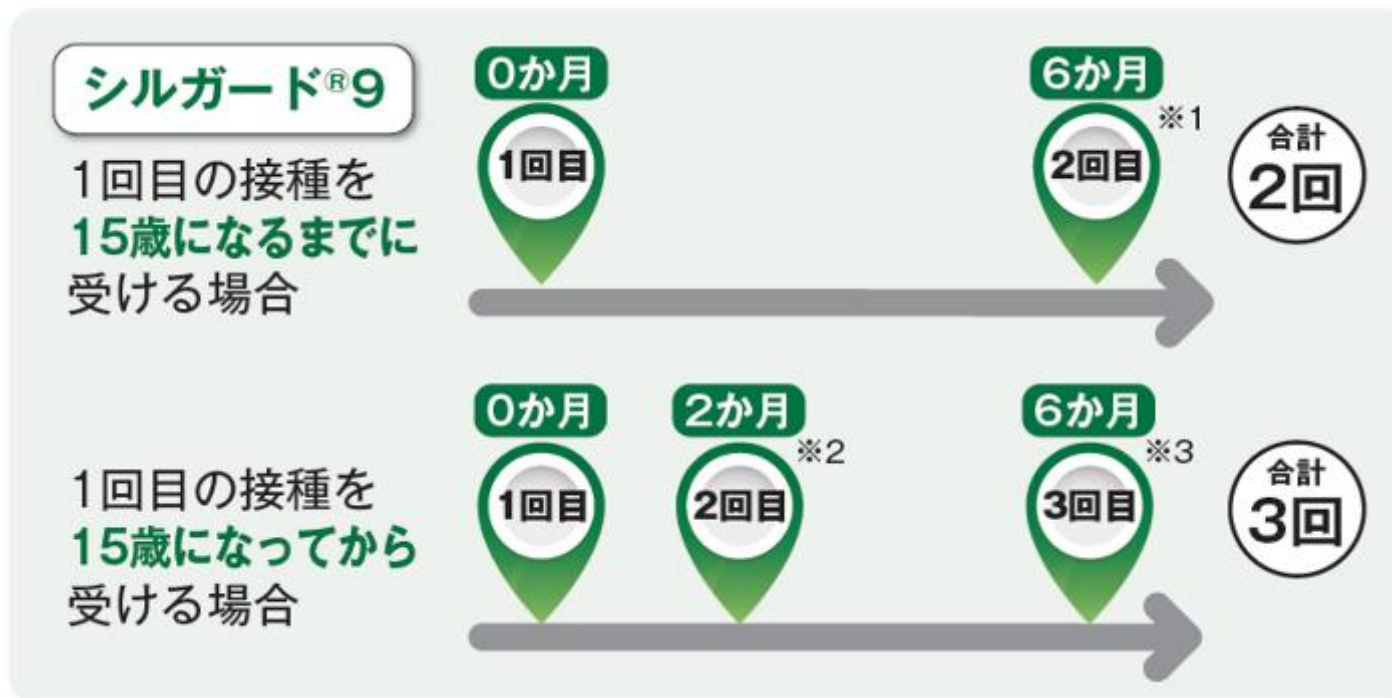 シルガード®9
1回目の接種を
15歳になるまでに
受ける場合
0か月
1回目
6か月
※1
2回目
合計
2回
1回目の接種を
15歳になってから
受ける場合
0か月
1回目
2か月
※2
2回目
6か月
※3
3回目
合計
3回